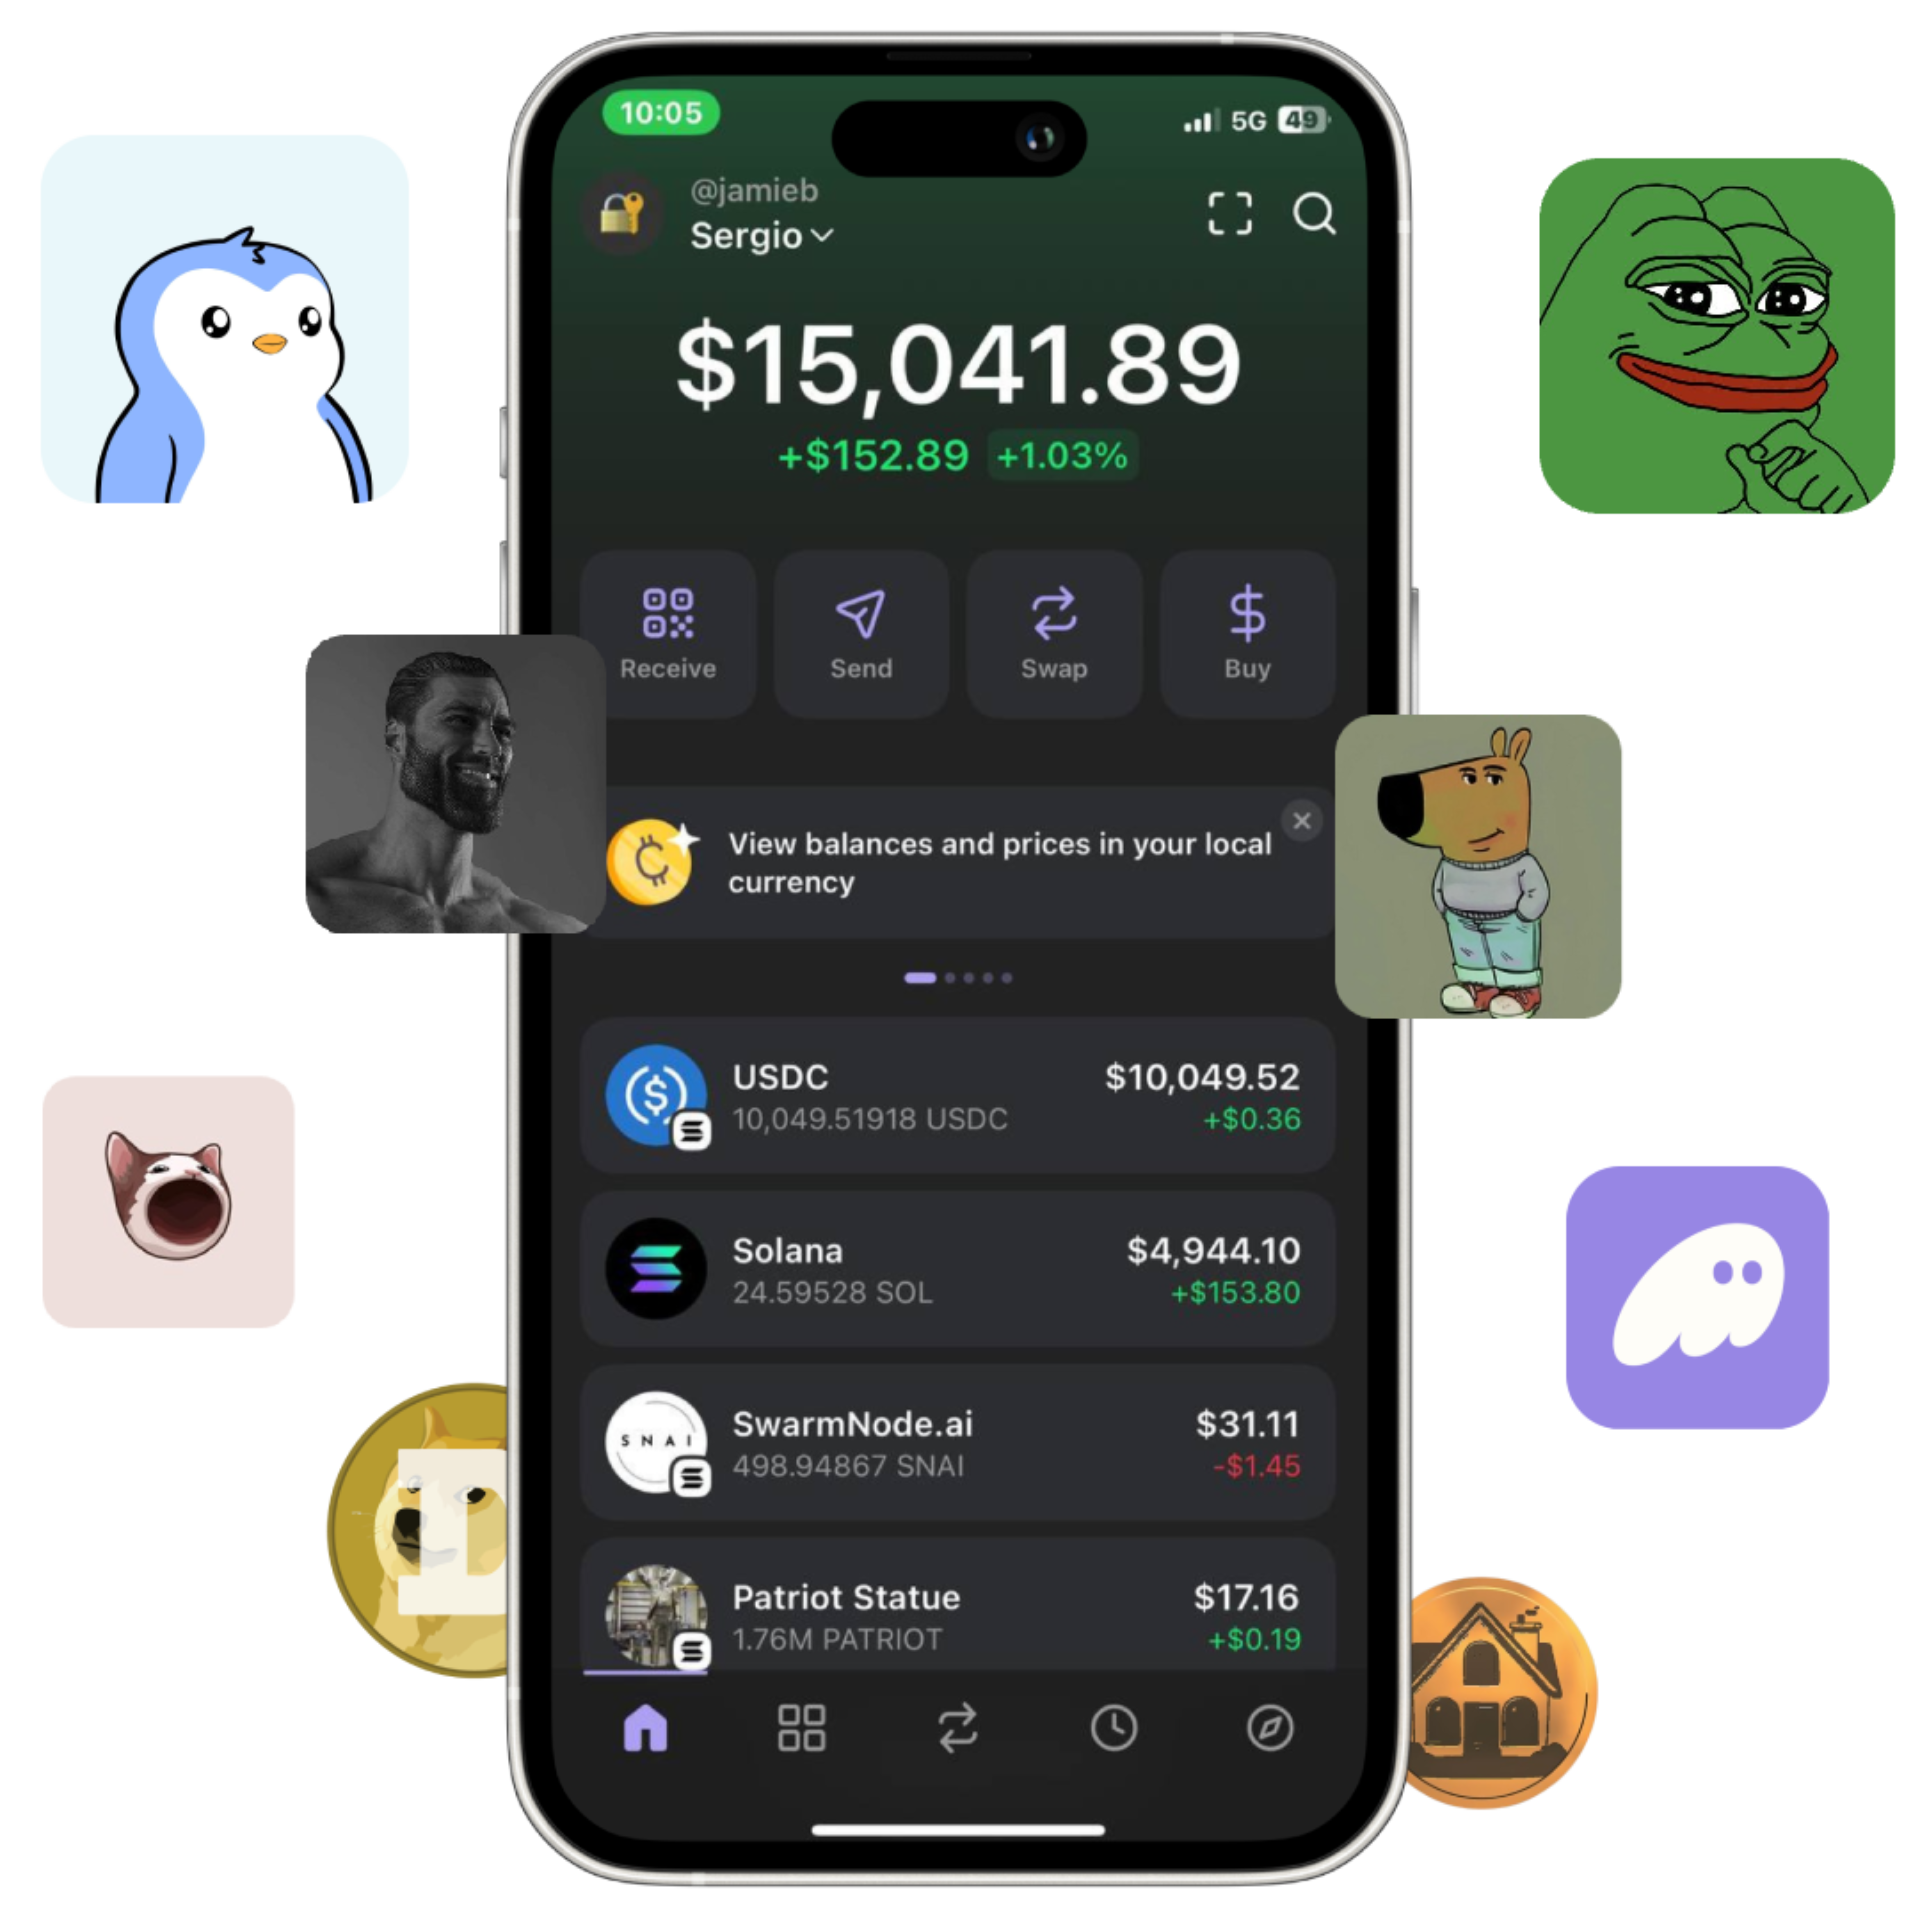 10:05
5G 49
@jamieb
Sergio
$15,041.89
+$152.89 +1.03%
Receive Send Swap Buy
View balances and prices in your local
currency
USDC $10,049.52
10,049.51918 USDC +$0.36
Solana $4,944.10
24.59528 SOL +$153.80
SNAI
SwarmNode.ai $31.11
498.94867 SNAI -$1.45
Patriot Statue $17.16
1.76M PATRIOT +$0.19